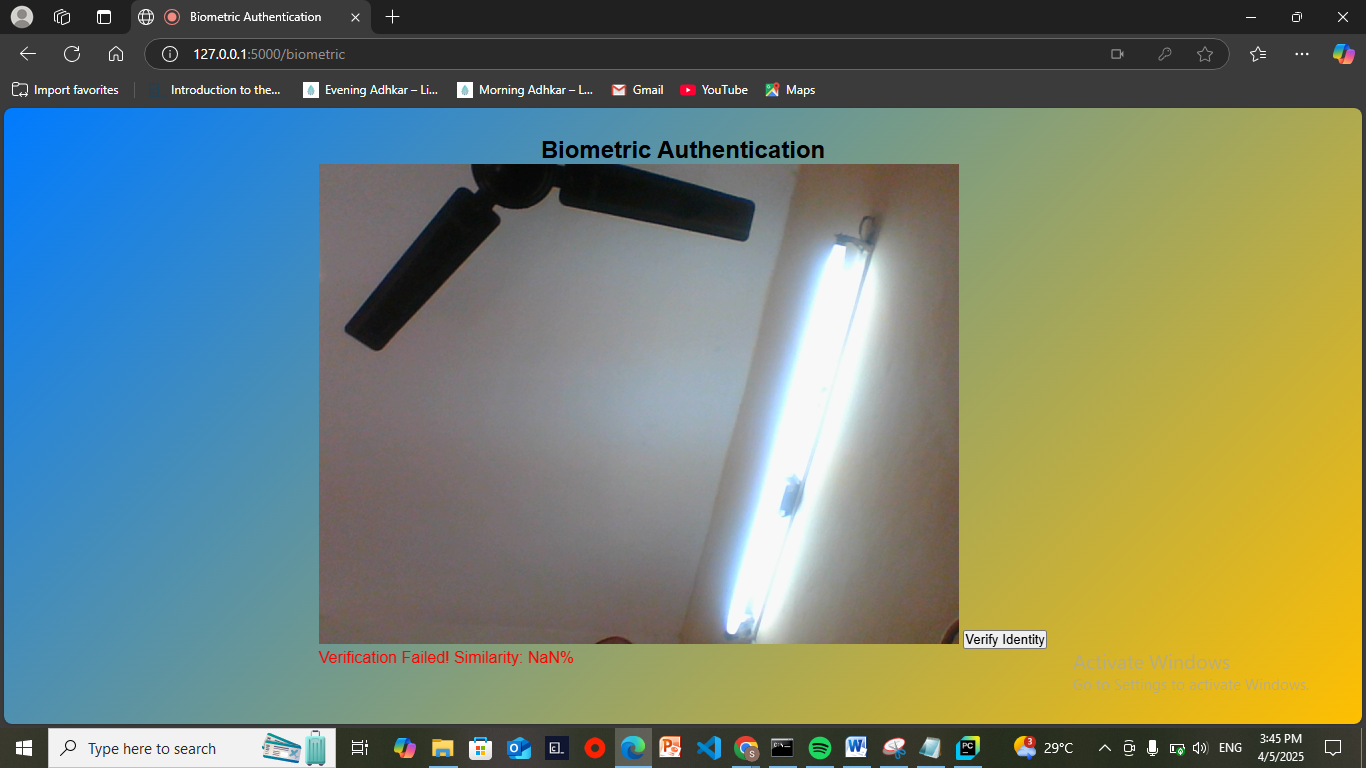 Biometric Authentication
127.0.0.1:5000/biometric
Import favorites
Introduction to the...
Evening Adhkar – Li...
Morning Adhkar – L...
Gmail
YouTube
Maps
Biometric Authentication
Verify Identity
Verification Failed! Similarity: NaN%
Activate Windows
Go to Settings to activate Windows.
Type here to search
PC
3
29°C
ENG
3:45 PM
4/5/2025